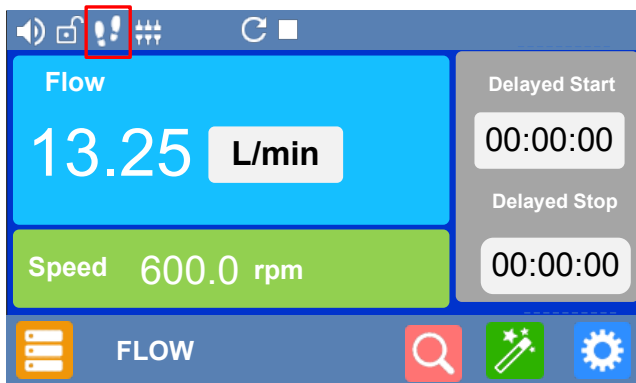 Flow
13.25 L/min
Speed 600.0 rpm
Delayed Start
00:00:00
Delayed Stop
00:00:00
FLOW